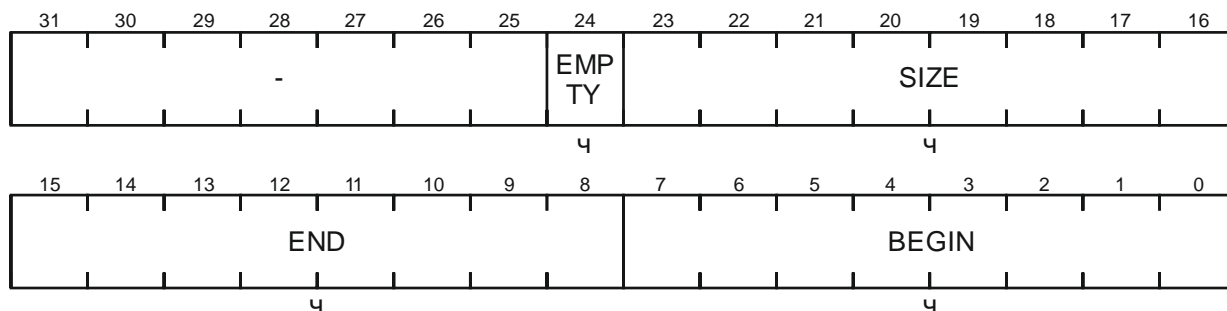 31 30 29 28 27 26 25 24 23 22 21 20 19 18 17 16
- EMP TY SIZE
ч ч
15 14 13 12 11 10 9 8 7 6 5 4 3 2 1 0
END BEGIN
ч ч